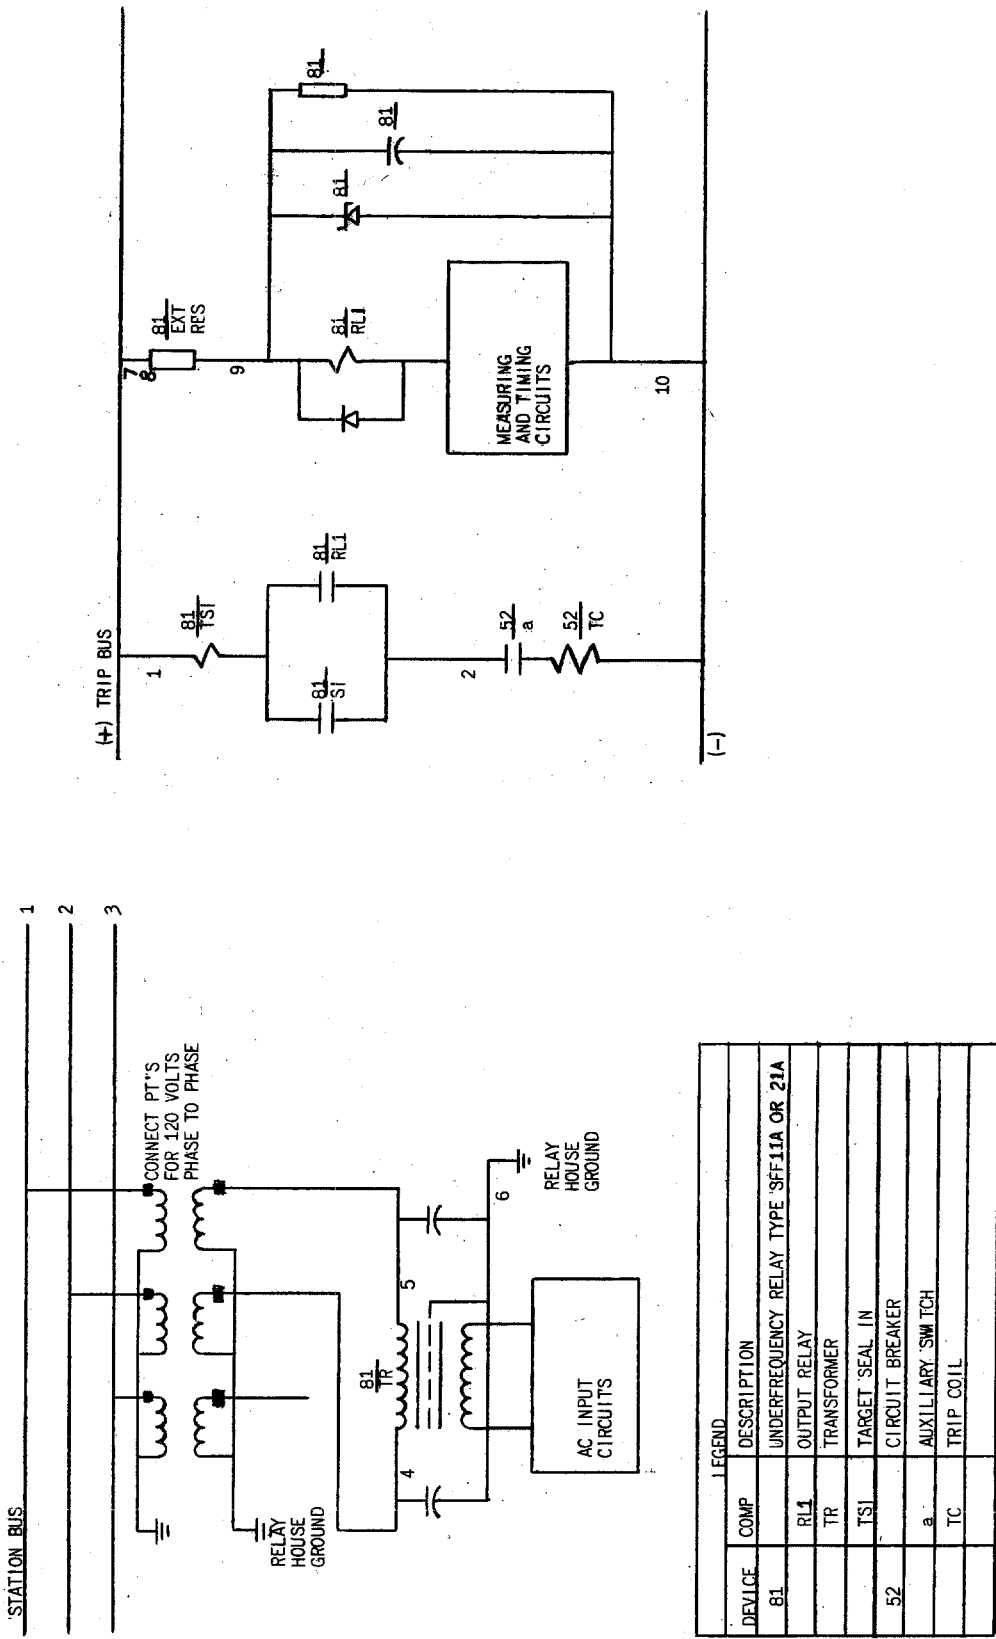 STATION BUS
1
2
3
CONNECT PT"S
FOR 120 VOLTS
PHASE TO PHASE
RELAY
HOUSE
GROUND
81
TR
4
5
6
RELAY
HOUSE
GROUND
AC INPUT
CIRCUITS
(+) TRIP BUS
1
81
TSI
81
SI
81
RL1
2
52
a
52
TC
(-)
7
8
81
EXT
RES
9
81
RL1
81
81
81
MEASURING
AND TIMING
CIRCUITS
10
LEGEND
DEVICE COMP DESCRIPTION
81 UNDERFREQUENCY RELAY TYPE SFF11A OR 21A
RL1 OUTPUT RELAY
TR TRANSFORMER
TSI TARGET SEAL IN
52 CIRCUIT BREAKER
a AUXILIARY SWITCH
TC TRIP COIL